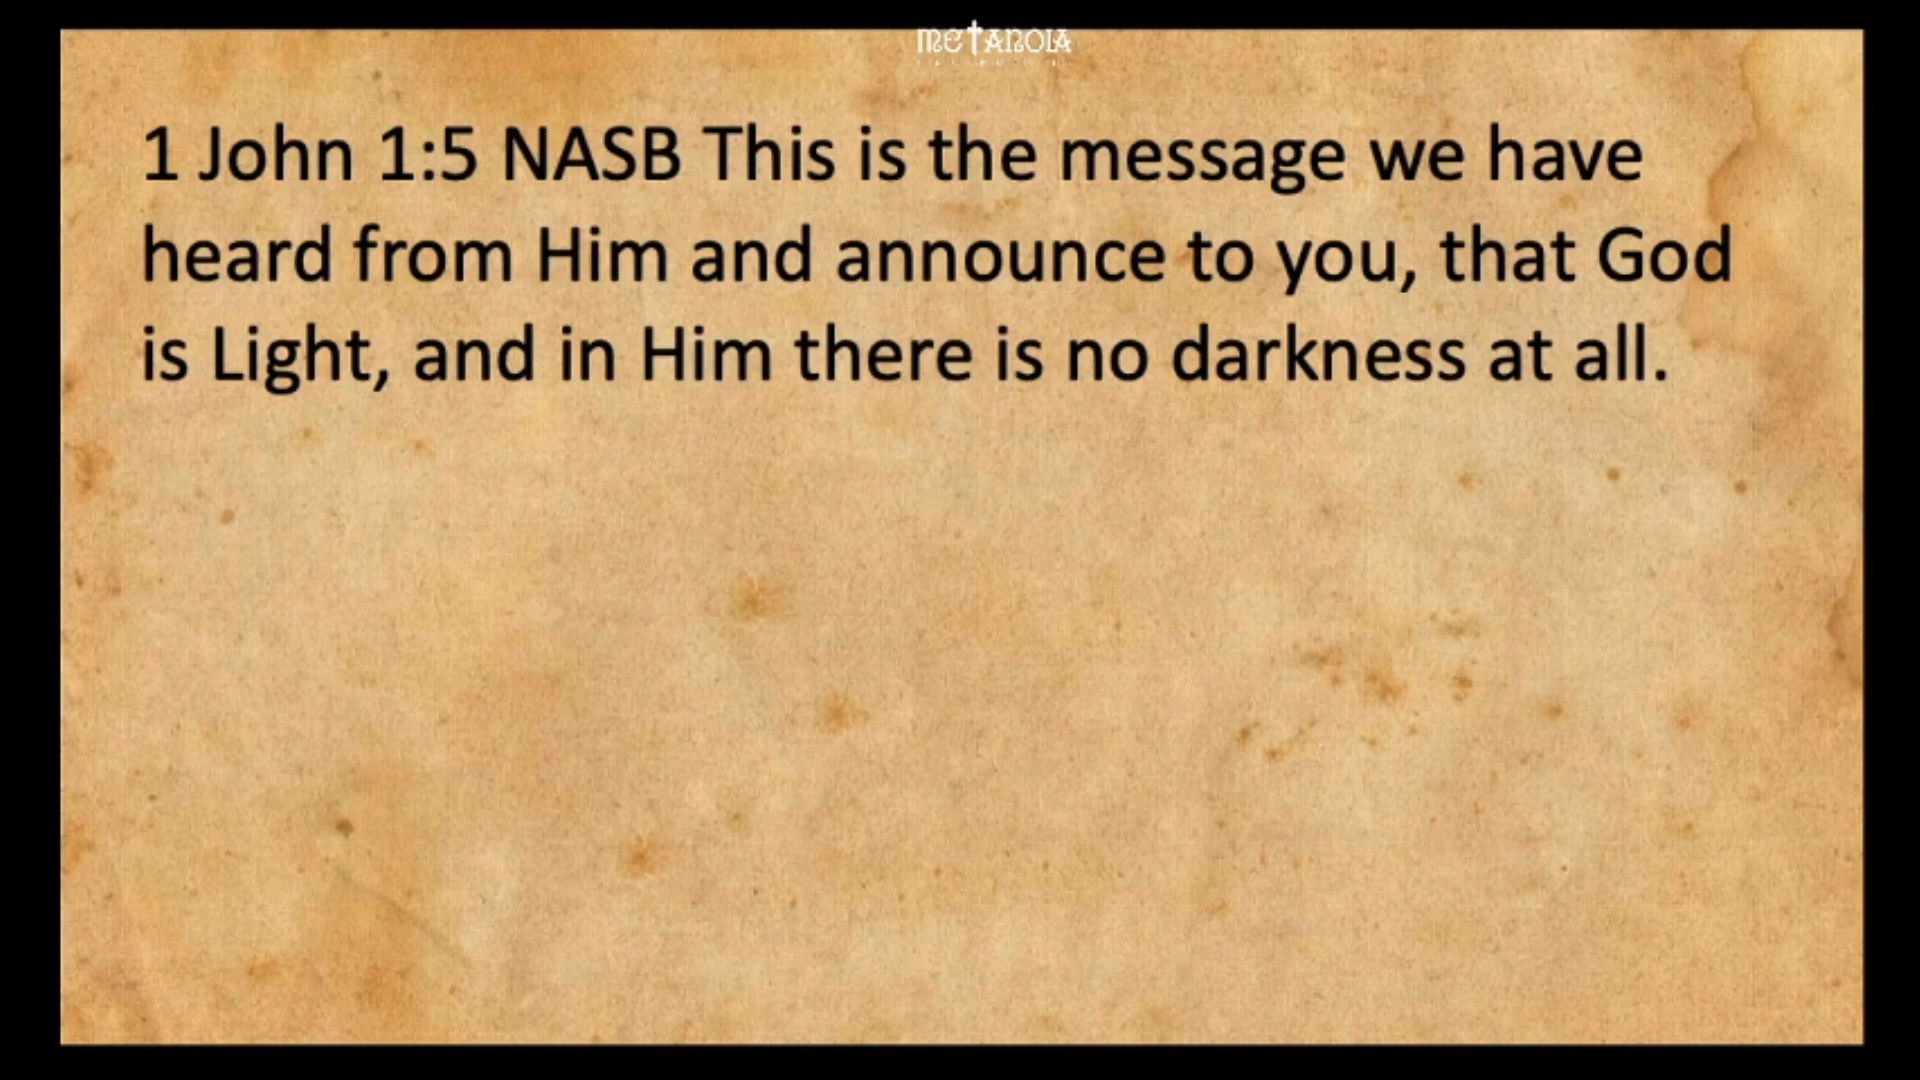 METANOIA
1 John 1:5 NASB This is the message we have
heard from Him and announce to you, that God
is Light, and in Him there is no darkness at all.